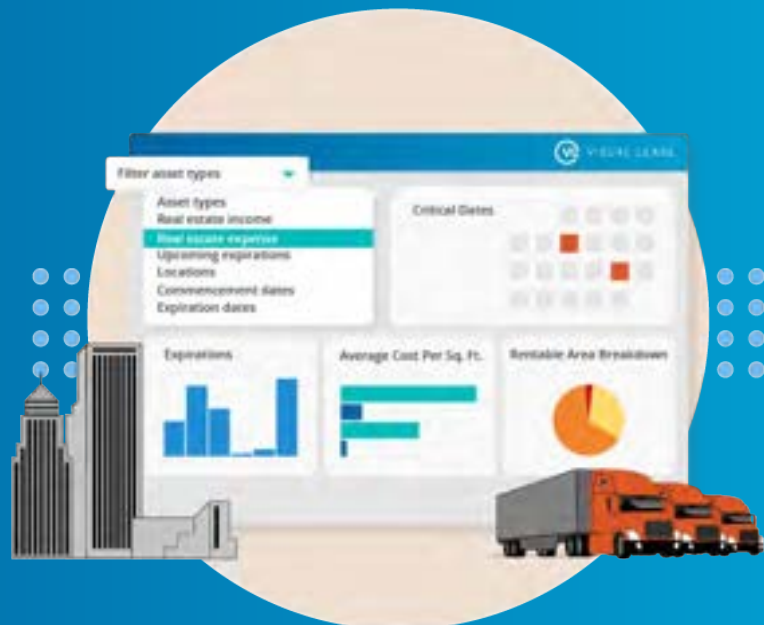 VISUAL LEASE
Filter asset types
Asset types
Real estate income
Real estate expense
Upcoming expirations
Locations
Commencement dates
Expiration dates
Critical Dates
Expirations
Average Cost Per Sq. Ft.
Rentable Area Breakdown